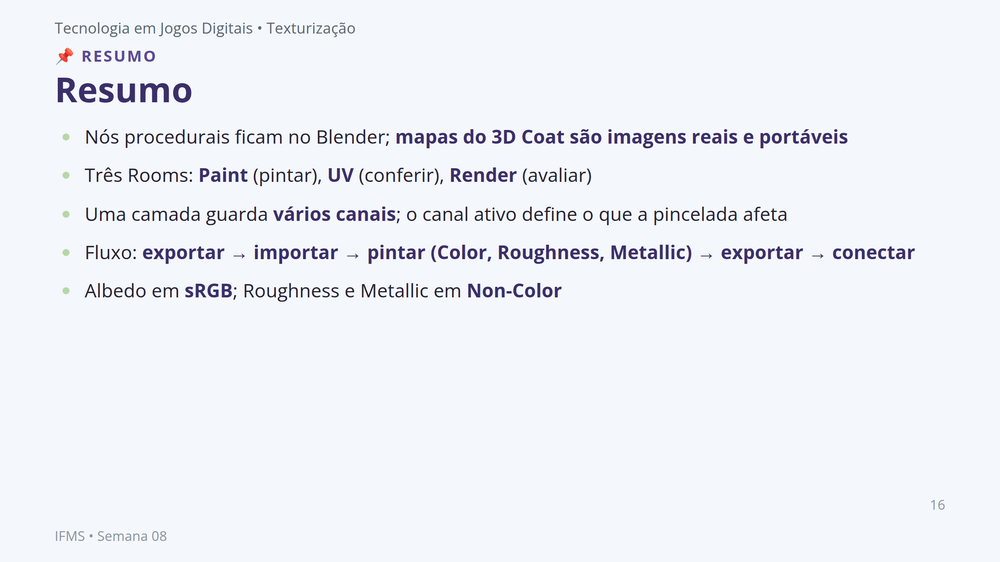 Tecnologia em Jogos Digitais • Texturização
📌 RESUMO
Resumo
• Nós procedurais ficam no Blender; mapas do 3D Coat são imagens reais e portáveis
• Três Rooms: Paint (pintar), UV (conferir), Render (avaliar)
• Uma camada guarda vários canais; o canal ativo define o que a pincelada afeta
• Fluxo: exportar → importar → pintar (Color, Roughness, Metallic) → exportar → conectar
• Albedo em sRGB; Roughness e Metallic em Non-Color
16
IFMS • Semana 08